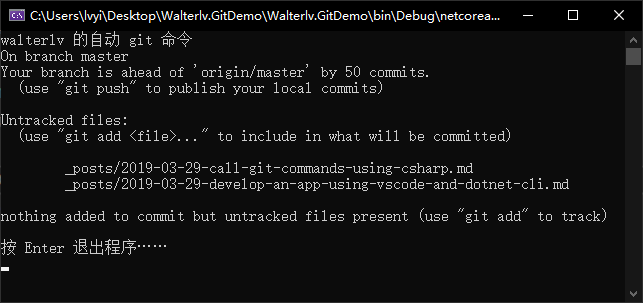 C:\Users\lvyi\Desktop\Walterlv.GitDemo\Walterlv.GitDemo\bin\Debug\netcorea...
walterlv 的自动 git 命令
On branch master
Your branch is ahead of 'origin/master' by 50 commits.
  (use "git push" to publish your local commits)
Untracked files:
  (use "git add <file>..." to include in what will be committed)
        _posts/2019-03-29-call-git-commands-using-csharp.md
        _posts/2019-03-29-develop-an-app-using-vscode-and-dotnet-cli.md
nothing added to commit but untracked files present (use "git add" to track)
按 Enter 退出程序……